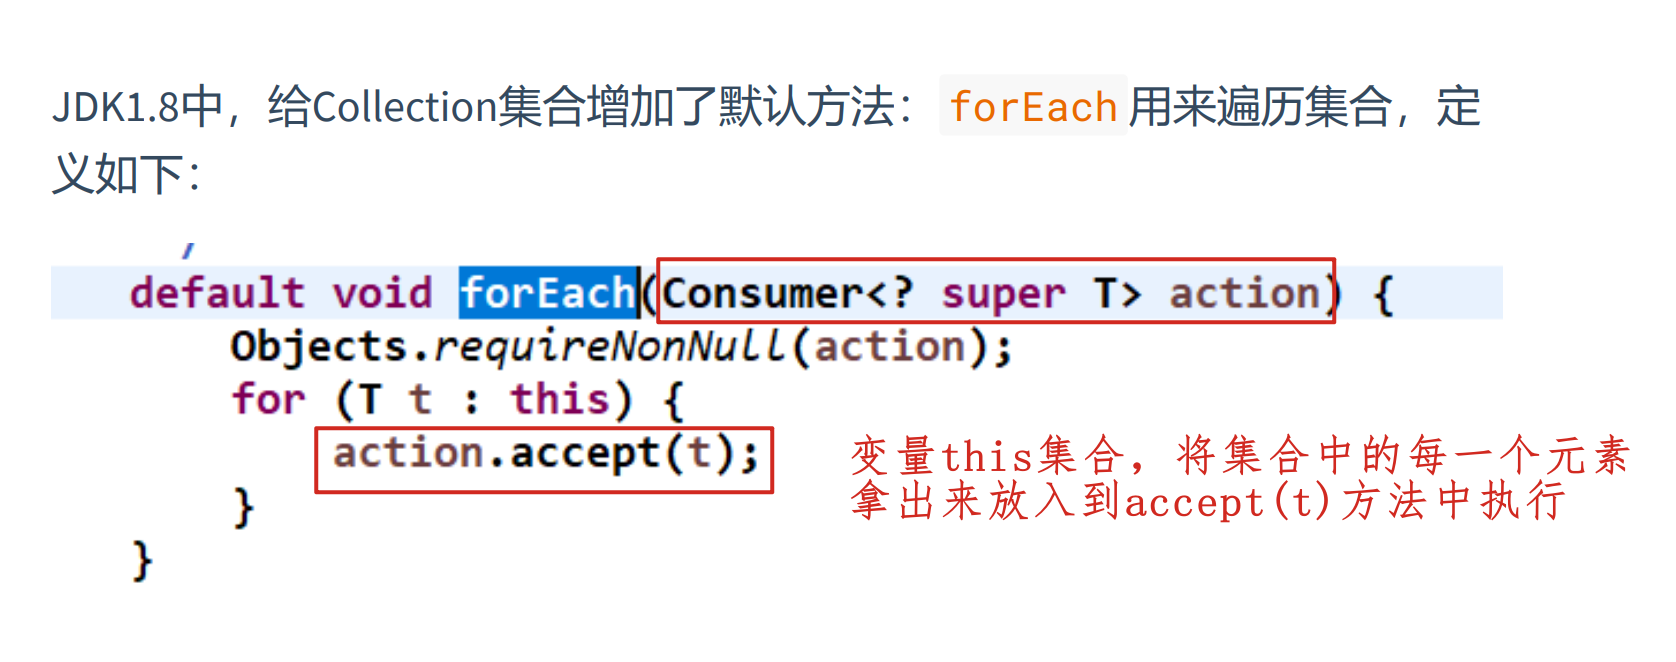 JDK1.8中，给Collection集合增加了默认方法：forEach用来遍历集合，定
义如下：
default void forEach(Consumer<? super T> action) {
Objects.requireNonNull(action);
for (T t : this) {
action.accept(t);
变量this集合，将集合中的每一个元素
拿出来放入到accept(t)方法中执行
}
}